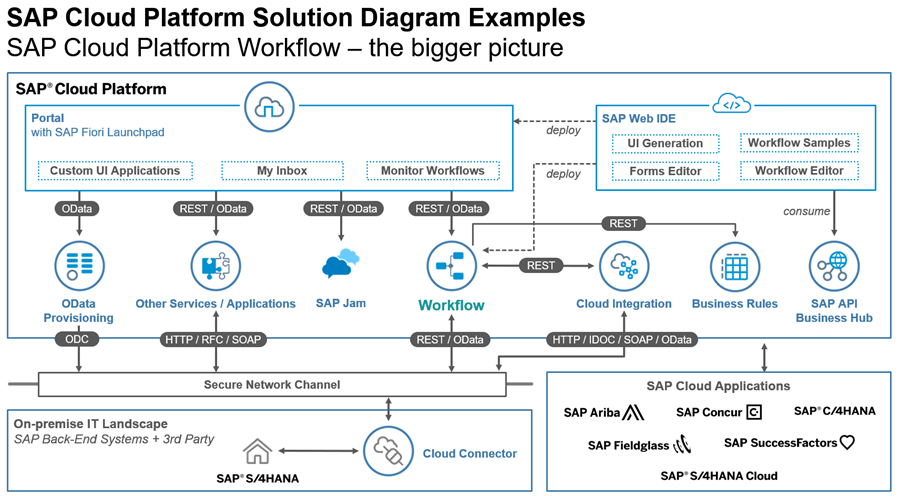 SAP Cloud Platform Solution Diagram Examples
SAP Cloud Platform Workflow – the bigger picture
SAP® Cloud Platform
Portal
with SAP Fiori Launchpad
Custom UI Applications
My Inbox
Monitor Workflows
deploy
deploy
SAP Web IDE
UI Generation
Workflow Samples
Forms Editor
Workflow Editor
consume
OData
REST / OData
REST / OData
REST / OData
REST
REST
OData
Provisioning
Other Services / Applications
SAP Jam
Workflow
Cloud Integration
Business Rules
SAP API
Business Hub
ODC
HTTP / RFC / SOAP
REST / OData
HTTP / IDOC / SOAP / OData
Secure Network Channel
On-premise IT Landscape
SAP Back-End Systems + 3rd Party
SAP® S/4HANA
Cloud Connector
SAP Cloud Applications
SAP Ariba
SAP Concur
SAP® C/4HANA
SAP Fieldglass
SAP SuccessFactors
SAP® S/4HANA Cloud